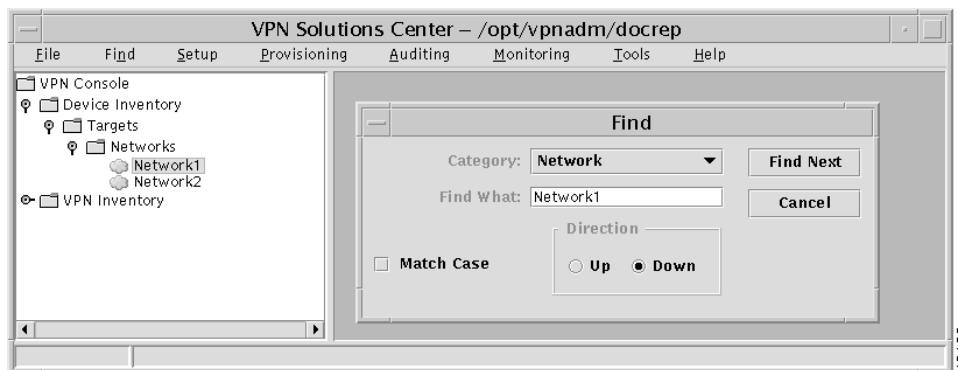 VPN Solutions Center – /opt/vpnadm/docrep
File Find Setup Provisioning Auditing Monitoring Tools Help
VPN Console
Device Inventory
Targets
Networks
Network1
Network2
VPN Inventory
Find
Category: Network
Find What: Network1
Direction
Match Case
Up Down
Find Next
Cancel